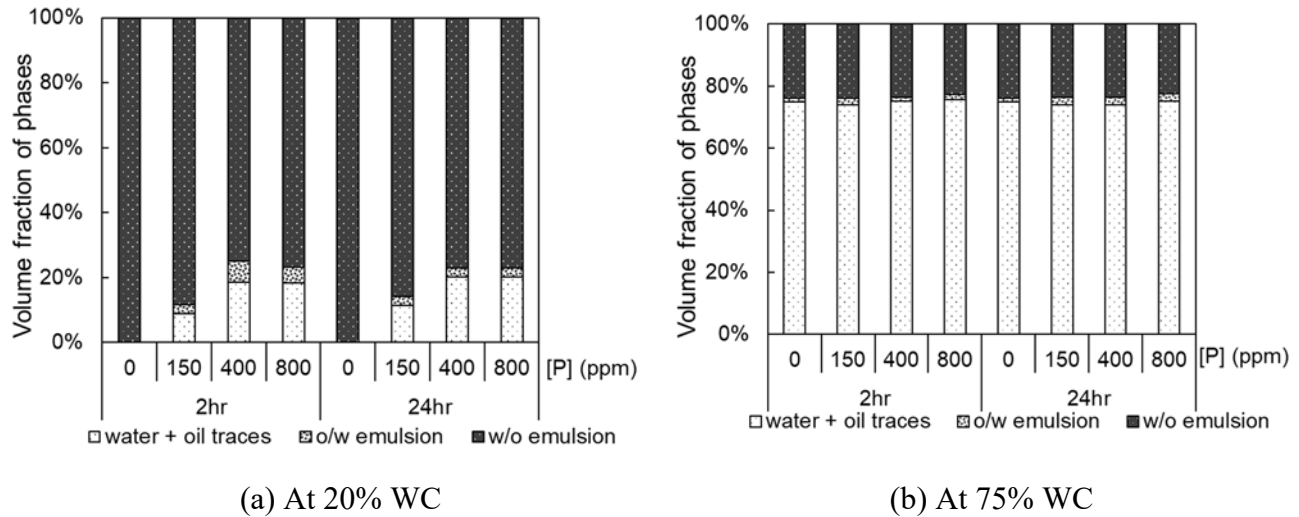 Volume fraction of phases
100%
80%
60%
40%
20%
0%
0 150 400 800 0 150 400 800 [P] (ppm)
2hr 24hr
water + oil traces o/w emulsion w/o emulsion
(a) At 20% WC
Volume fraction of phases
100%
80%
60%
40%
20%
0%
0 150 400 800 0 150 400 800 [P] (ppm)
2hr 24hr
water + oil traces o/w emulsion w/o emulsion
(b) At 75% WC